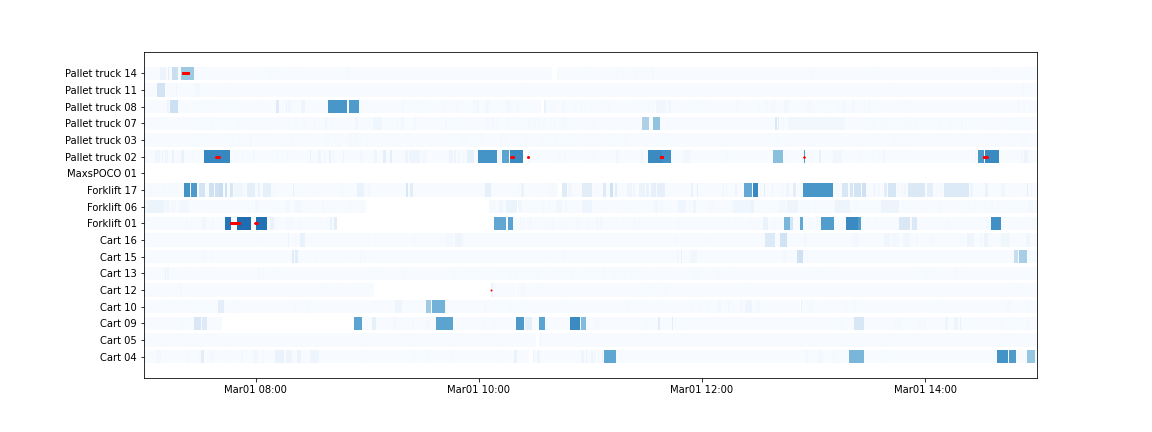 Pallet truck 14
Pallet truck 11
Pallet truck 08
Pallet truck 07
Pallet truck 03
Pallet truck 02
MaxsPOCO 01
Forklift 17
Forklift 06
Forklift 01
Cart 16
Cart 15
Cart 13
Cart 12
Cart 10
Cart 09
Cart 05
Cart 04
Mar01 08:00 Mar01 10:00 Mar01 12:00 Mar01 14:00